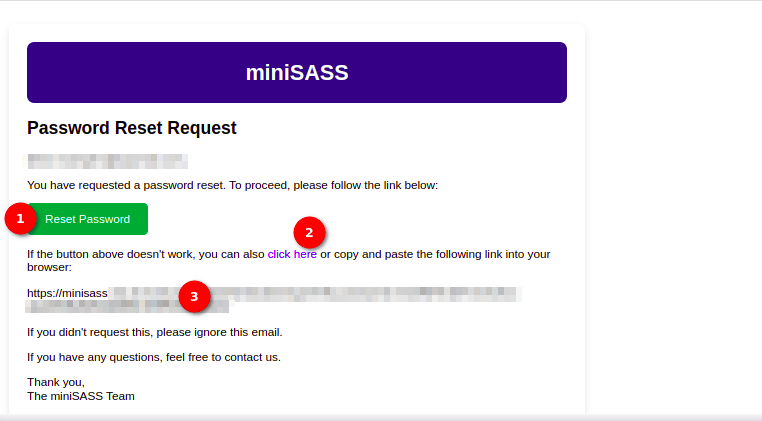 miniSASS
Password Reset Request
You have requested a password reset. To proceed, please follow the link below:
1
Reset Password
2
If the button above doesn't work, you can also click here or copy and paste the following link into your
browser:
https://minisass
3
If you didn't request this, please ignore this email.
If you have any questions, feel free to contact us.
Thank you,
The miniSASS Team